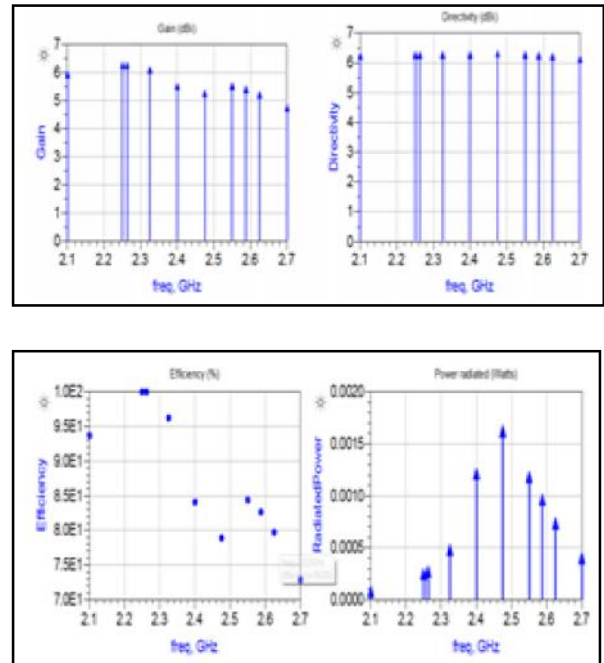 Gain (dBi)
Gain
7
6
5
4
3
2
1
0
2.1 2.2 2.3 2.4 2.5 2.6 2.7
freq, GHz
Directivity (dBi)
Directivity
7
6
5
4
3
2
1
0
2.1 2.2 2.3 2.4 2.5 2.6 2.7
freq, GHz
Efficiency (%)
Efficiency
1.0E2
9.5E1
9.0E1
8.5E1
8.0E1
7.5E1
7.0E1
2.1 2.2 2.3 2.4 2.5 2.6 2.7
freq, GHz
Power radiated (Watts)
RadiatedPower
0.0020
0.0015
0.0010
0.0005
0.0000
2.1 2.2 2.3 2.4 2.5 2.6 2.7
freq, GHz